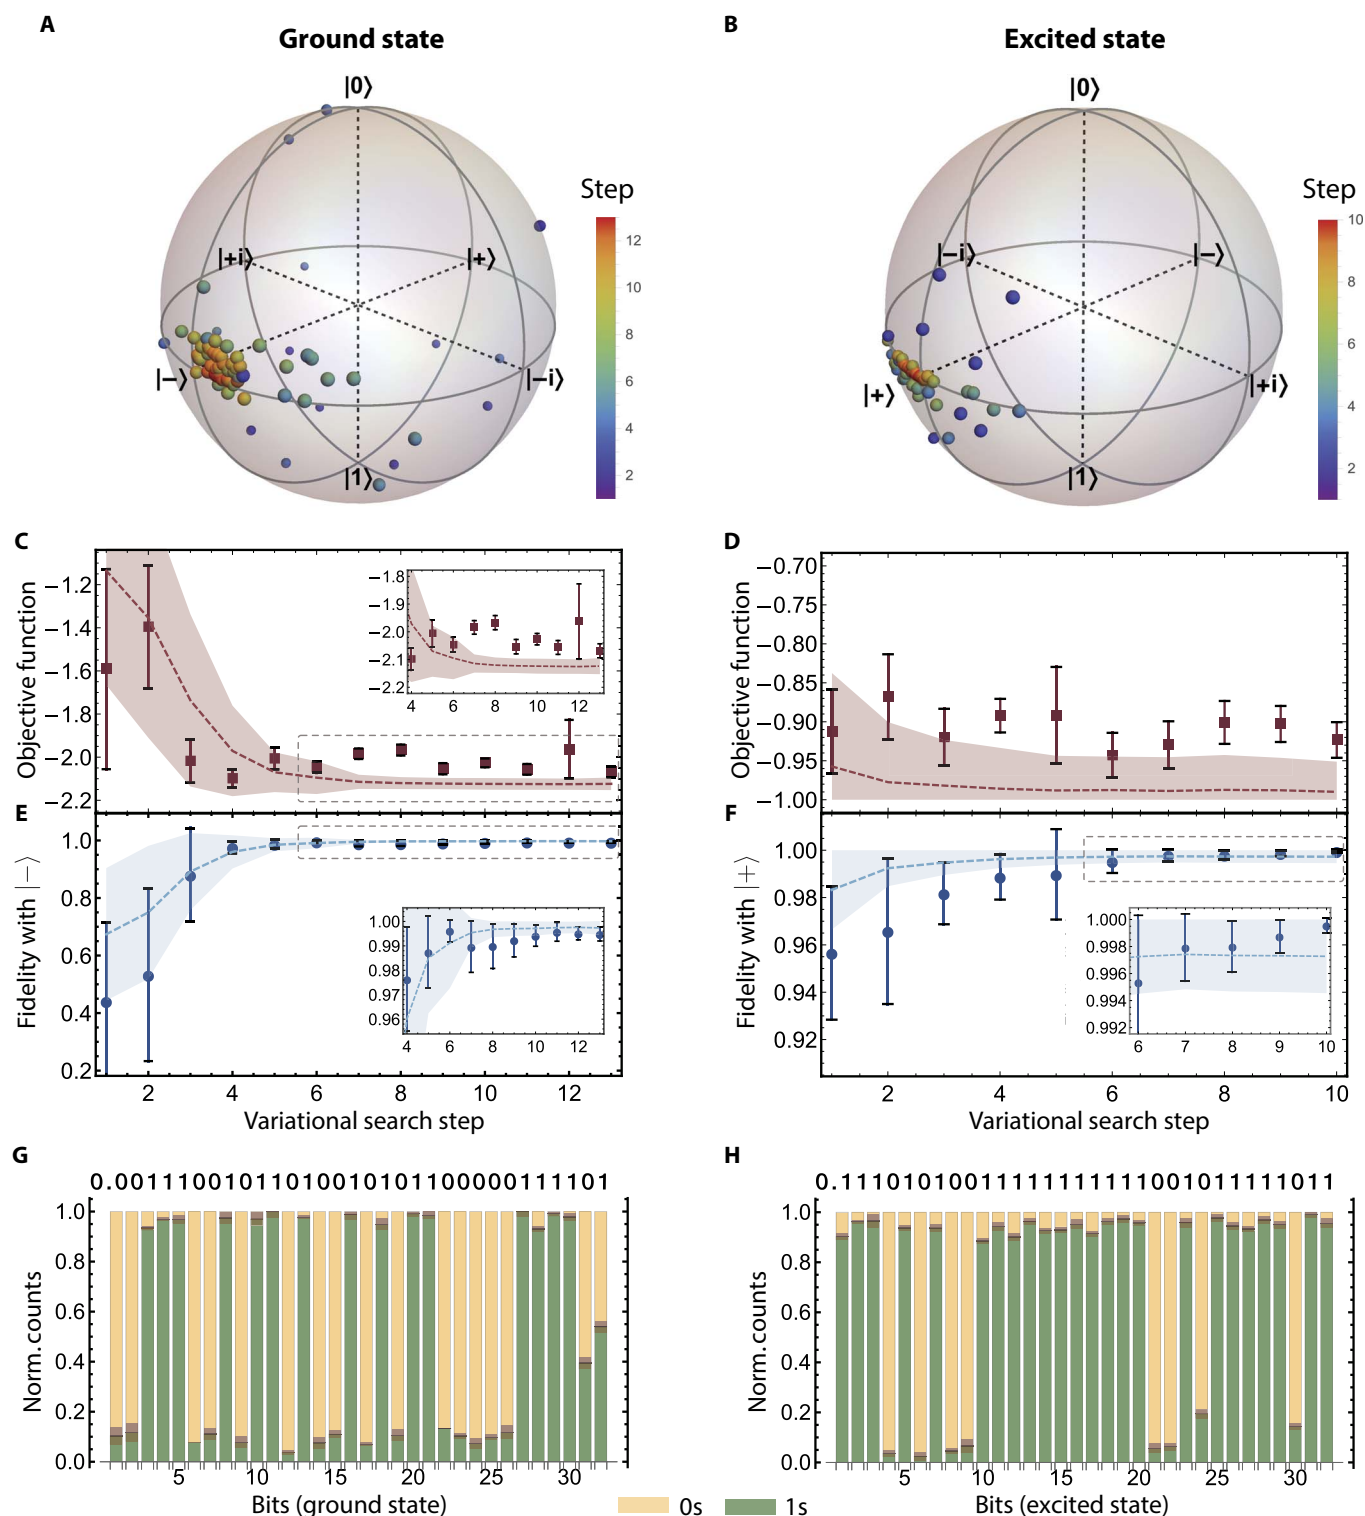 A
Ground state
B
Excited state
|0⟩
|+i⟩
|+⟩
|−⟩
|−i⟩
|1⟩
Step
12
10
8
6
4
2
|0⟩
|−i⟩
|−⟩
|+⟩
|+i⟩
|1⟩
Step
10
8
6
4
2
C
Objective function
−1.2
−1.4
−1.6
−1.8
−2.0
−2.2
−1.8
−1.9
−2.0
−2.1
−2.2
4 6 8 10 12
D
Objective function
−0.70
−0.75
−0.80
−0.85
−0.90
−0.95
−1.00
E
Fidelity with |−⟩
1.0
0.8
0.6
0.4
0.2
1.00
0.99
0.98
0.97
0.96
4 6 8 10 12
2 4 6 8 10 12
Variational search step
F
Fidelity with |+⟩
1.00
0.98
0.96
0.94
0.92
1.000
0.998
0.996
0.994
0.992
6 7 8 9 10
2 4 6 8 10
Variational search step
G
0.00111001011010010101100000111101
Norm. counts
1.0
0.8
0.6
0.4
0.2
0.0
5 10 15 20 25 30
Bits (ground state)
H
0.11101010011111111111001011111011
Norm. counts
1.0
0.8
0.6
0.4
0.2
0.0
5 10 15 20 25 30
Bits (excited state)
0s
1s